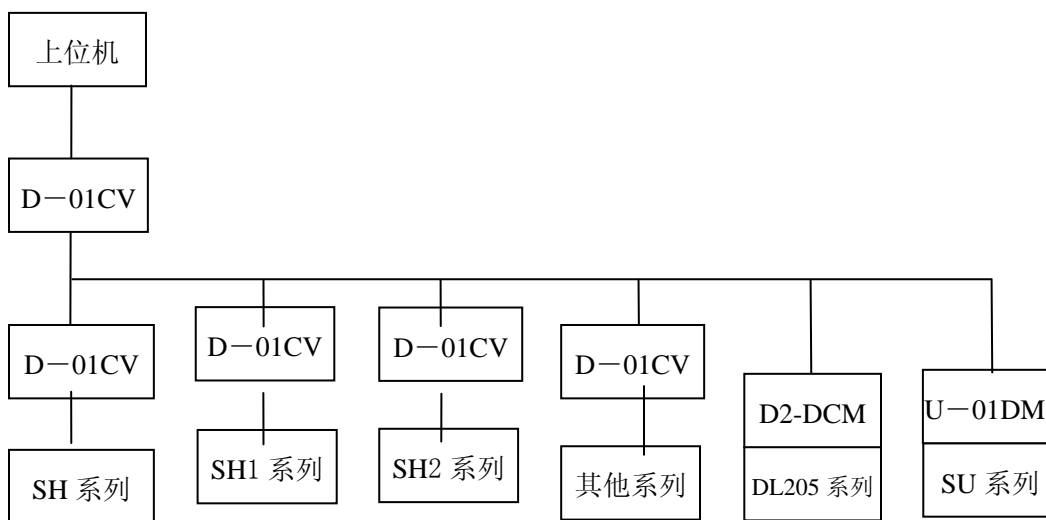 上位机
D－01CV
D－01CV
D－01CV
D－01CV
D－01CV
D2-DCM
U－01DM
SH 系列
SH1 系列
SH2 系列
其他系列
DL205 系列
SU 系列